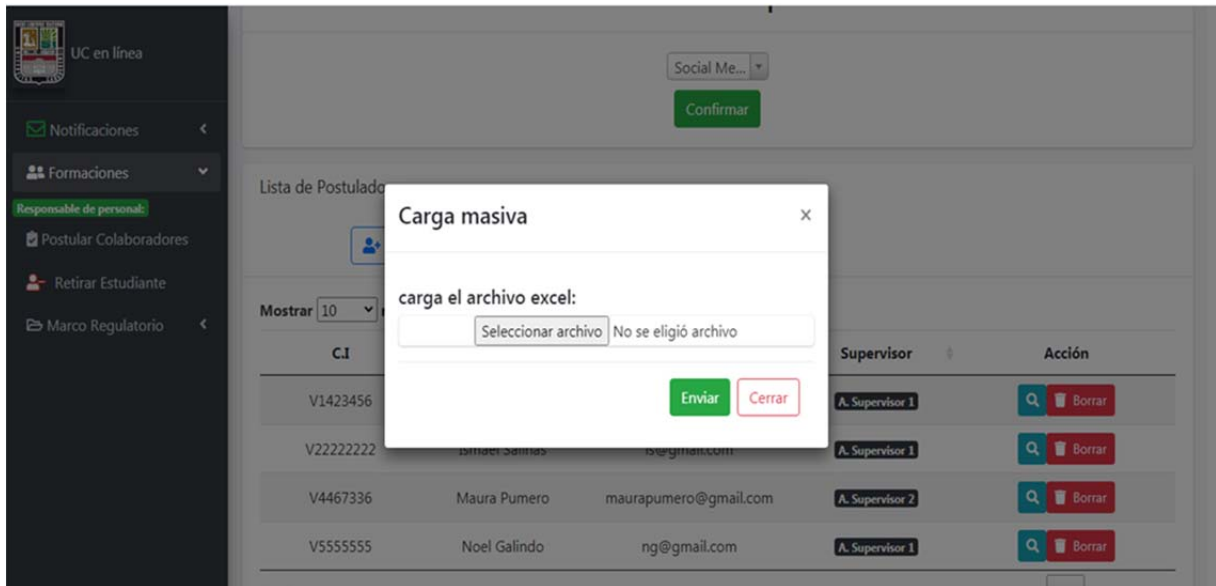 UC en línea
Social Me...
Confirmar
Notificaciones
Formaciones
Responsable de personal:
Postular Colaboradores
Retirar Estudiante
Marco Regulatorio
Lista de Postulado
Carga masiva
×
carga el archivo excel:
Seleccionar archivo No se eligió archivo
Enviar Cerrar
Mostrar 10
C.I Supervisor Acción
V1423456 A. Supervisor 1 Borrar
V22222222 Ismael Salinas is@gmail.com A. Supervisor 1 Borrar
V4467336 Maura Pumero maurapumero@gmail.com A. Supervisor 2 Borrar
V5555555 Noel Galindo ng@gmail.com A. Supervisor 1 Borrar